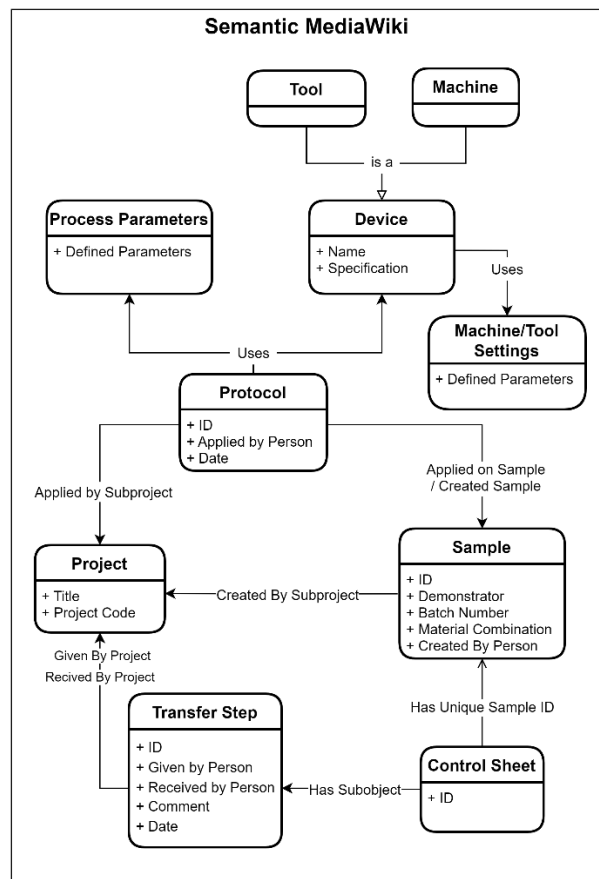 Semantic MediaWiki
Tool
Machine
is a
Process Parameters
+ Defined Parameters
Device
+ Name
+ Specification
Uses
Machine/Tool
Settings
+ Defined Parameters
Uses
Protocol
+ ID
+ Applied by Person
+ Date
Applied by Subproject
Applied on Sample
/ Created Sample
Project
+ Title
+ Project Code
Created By Subproject
Sample
+ ID
+ Demonstrator
+ Batch Number
+ Material Combination
+ Created By Person
Given By Project
Recived By Project
Transfer Step
+ ID
+ Given by Person
+ Received by Person
+ Comment
+ Date
Has Subobject
Has Unique Sample ID
Control Sheet
+ ID